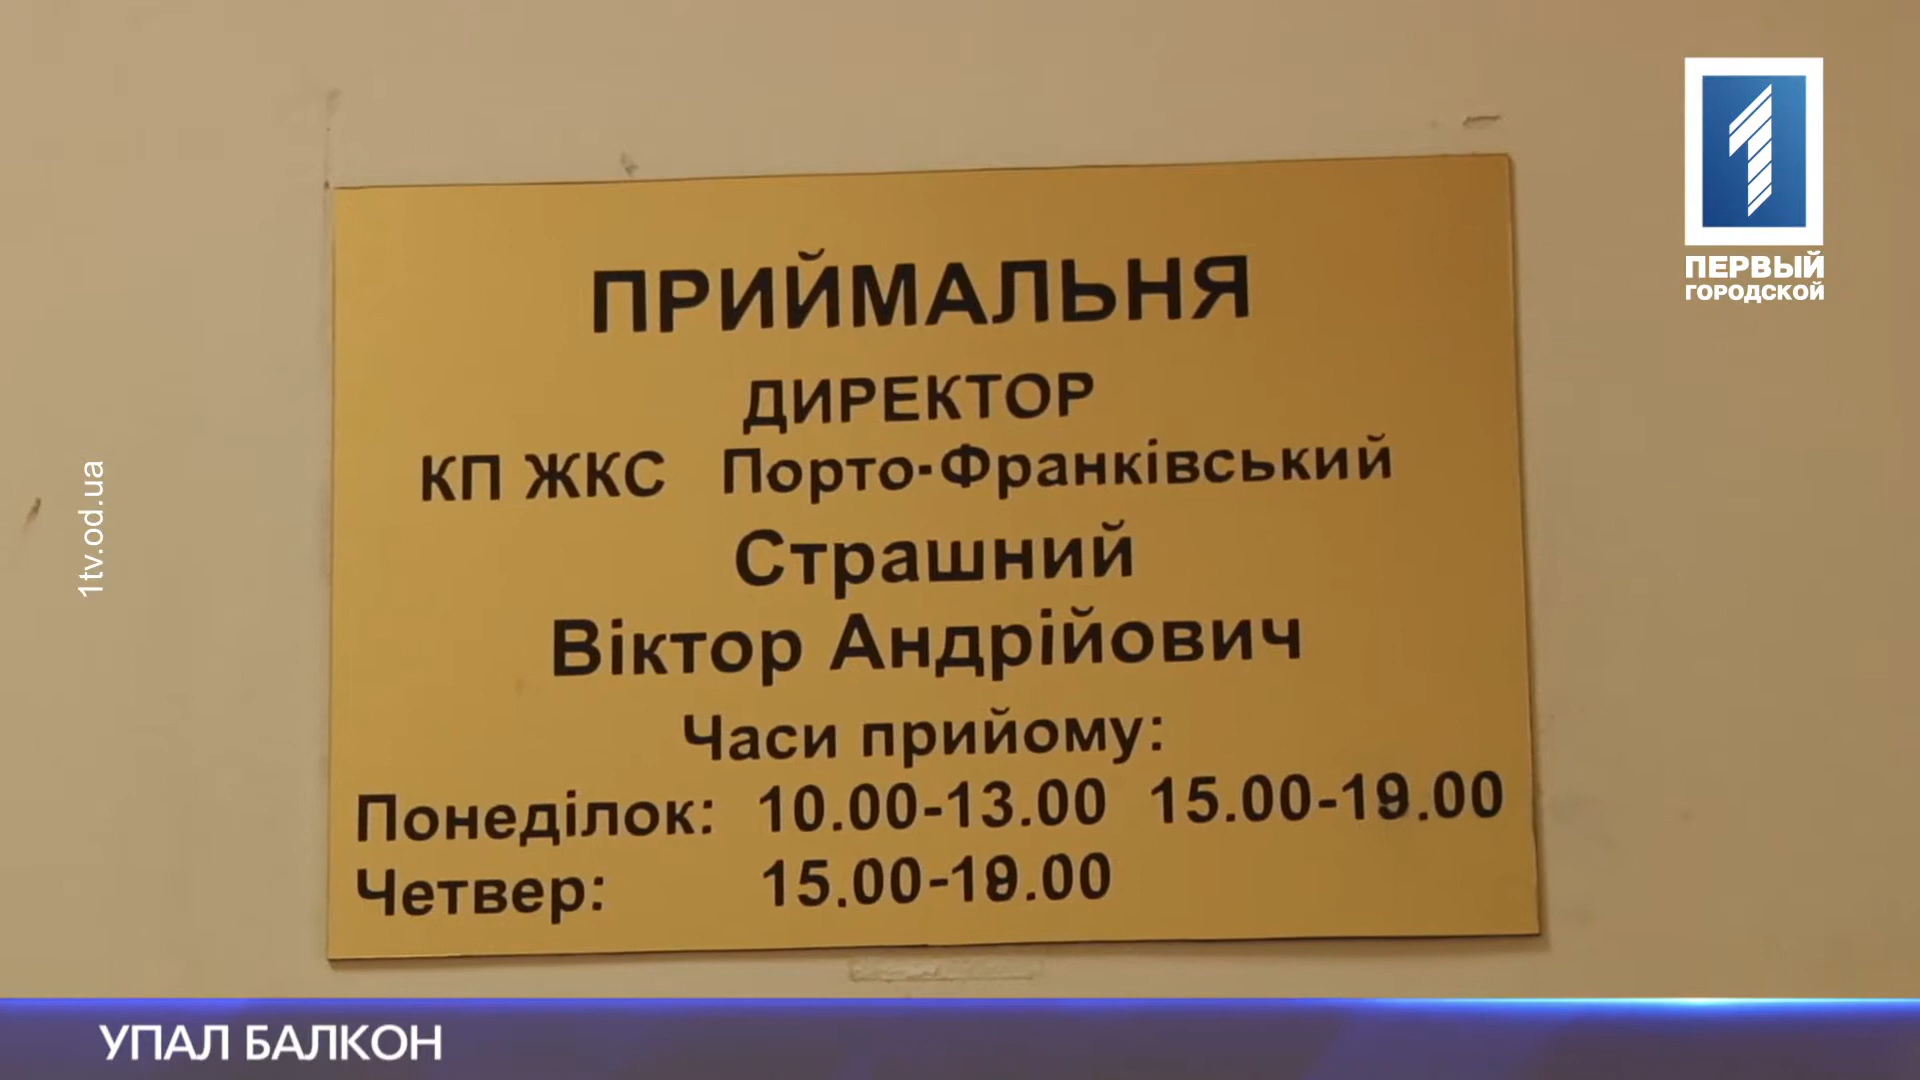 ПЕРВЫЙ
ГОРОДСКОЙ
ПРИЙМАЛЬНЯ
ДИРЕКТОР
КП ЖКС Порто-Франківський
Страшний
Віктор Андрійович
Часи прийому:
Понеділок: 10.00-13.00 15.00-19.00
Четвер: 15.00-19.00
1tv.od.ua
УПАЛ БАЛКОН